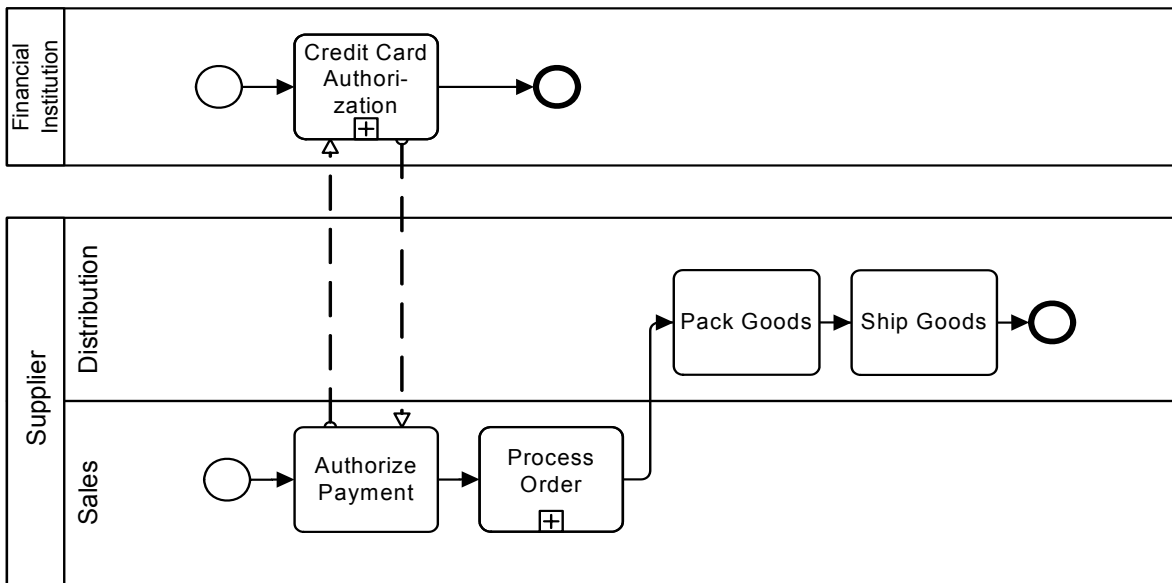 Financial
Institution
Credit Card
Authori-
zation
Supplier
Distribution
Pack Goods
Ship Goods
Sales
Authorize
Payment
Process
Order